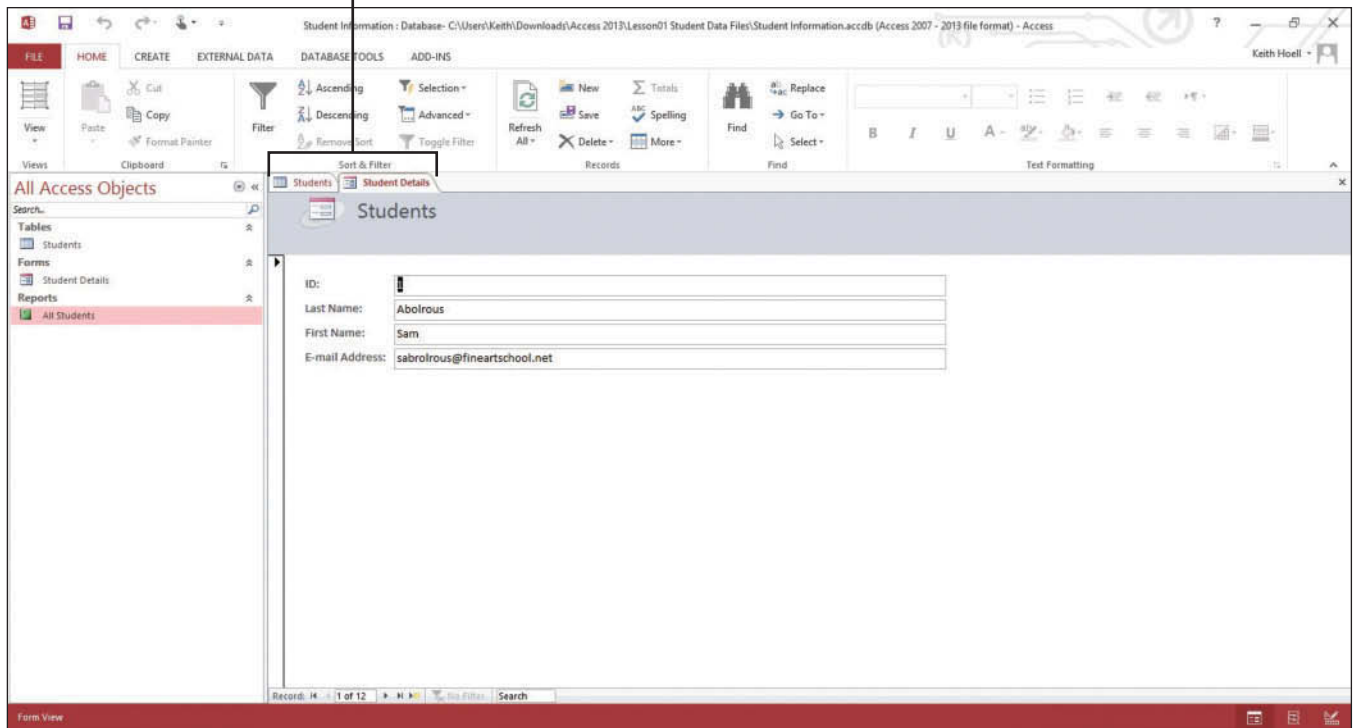 Student Information : Database- C:\Users\Keith\Downloads\Access 2013\Lesson01 Student Data Files\Student Information.accdb (Access 2007 - 2013 file format) - Access
?
FILE HOME CREATE EXTERNAL DATA DATABASE TOOLS ADD-INS
Keith Hoell
View
Paste
Cut
Copy
Format Painter
Filter
Ascending
Descending
Remove Sort
Selection
Advanced
Toggle Filter
Refresh
All
New
Save
Delete
Totals
Spelling
More
Find
Replace
Go To
Select
B I U A
Views Clipboard Sort & Filter Records Find Text Formatting
All Access Objects
Search...
Tables
Students
Forms
Student Details
Reports
All Students
Students Student Details
Students
ID: 1
Last Name: Abolrous
First Name: Sam
E-mail Address: sabrolrous@fineartschool.net
Record: 1 of 12 No Filter Search
Form View